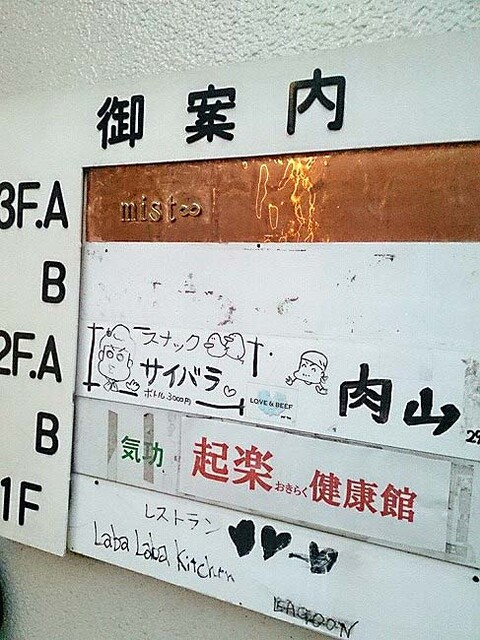 御案内
3F.A
mist∞
B
2F.A
スナック
サイバラ♡
ボトル3000円
LOVE & BEEF
肉山
29
B
気功
起楽おきらく健康館
1F
レストラン
Laba Laba Kitchen
LAGOON